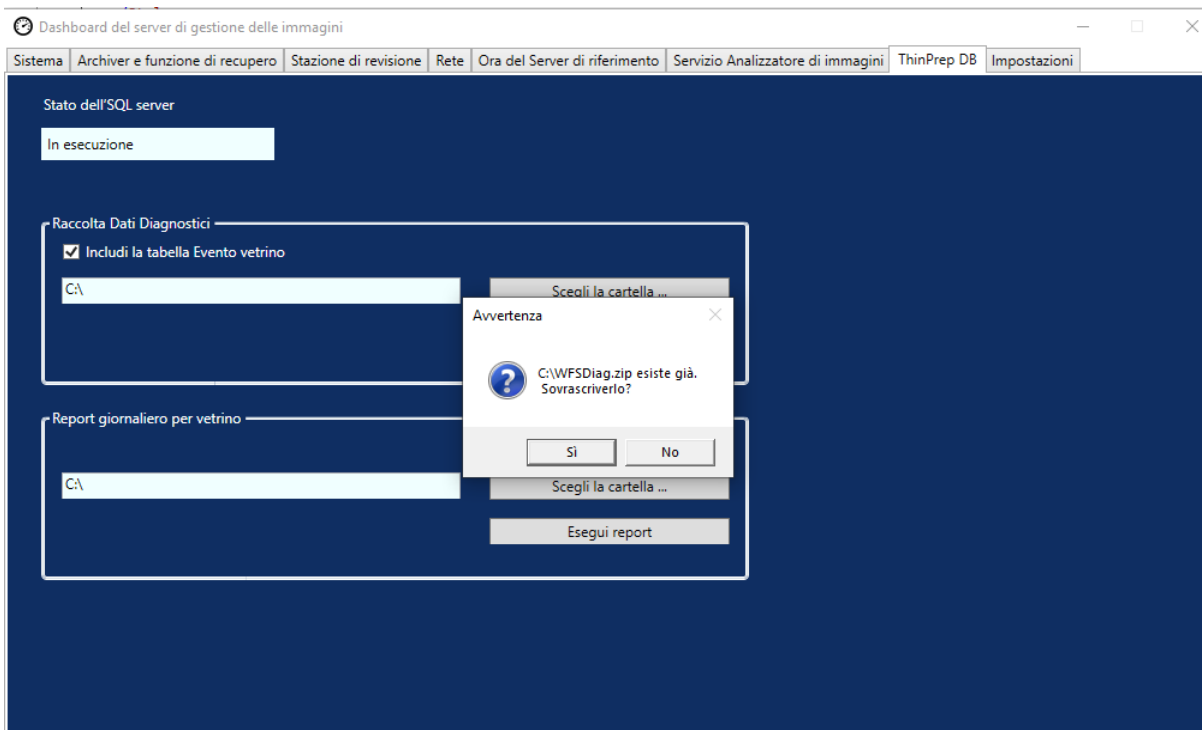 Dashboard del server di gestione delle immagini
Sistema Archiver e funzione di recupero Stazione di revisione Rete Ora del Server di riferimento Servizio Analizzatore di immagini ThinPrep DB Impostazioni
Stato dell'SQL server
In esecuzione
Raccolta Dati Diagnostici
Includi la tabella Evento vetrino
C:\ Scegli la cartella ...
Avvertenza
C:\WFSDiag.zip esiste già.
Sovrascriverlo?
Sì No
Report giornaliero per vetrino
C:\ Scegli la cartella ...
Esegui report